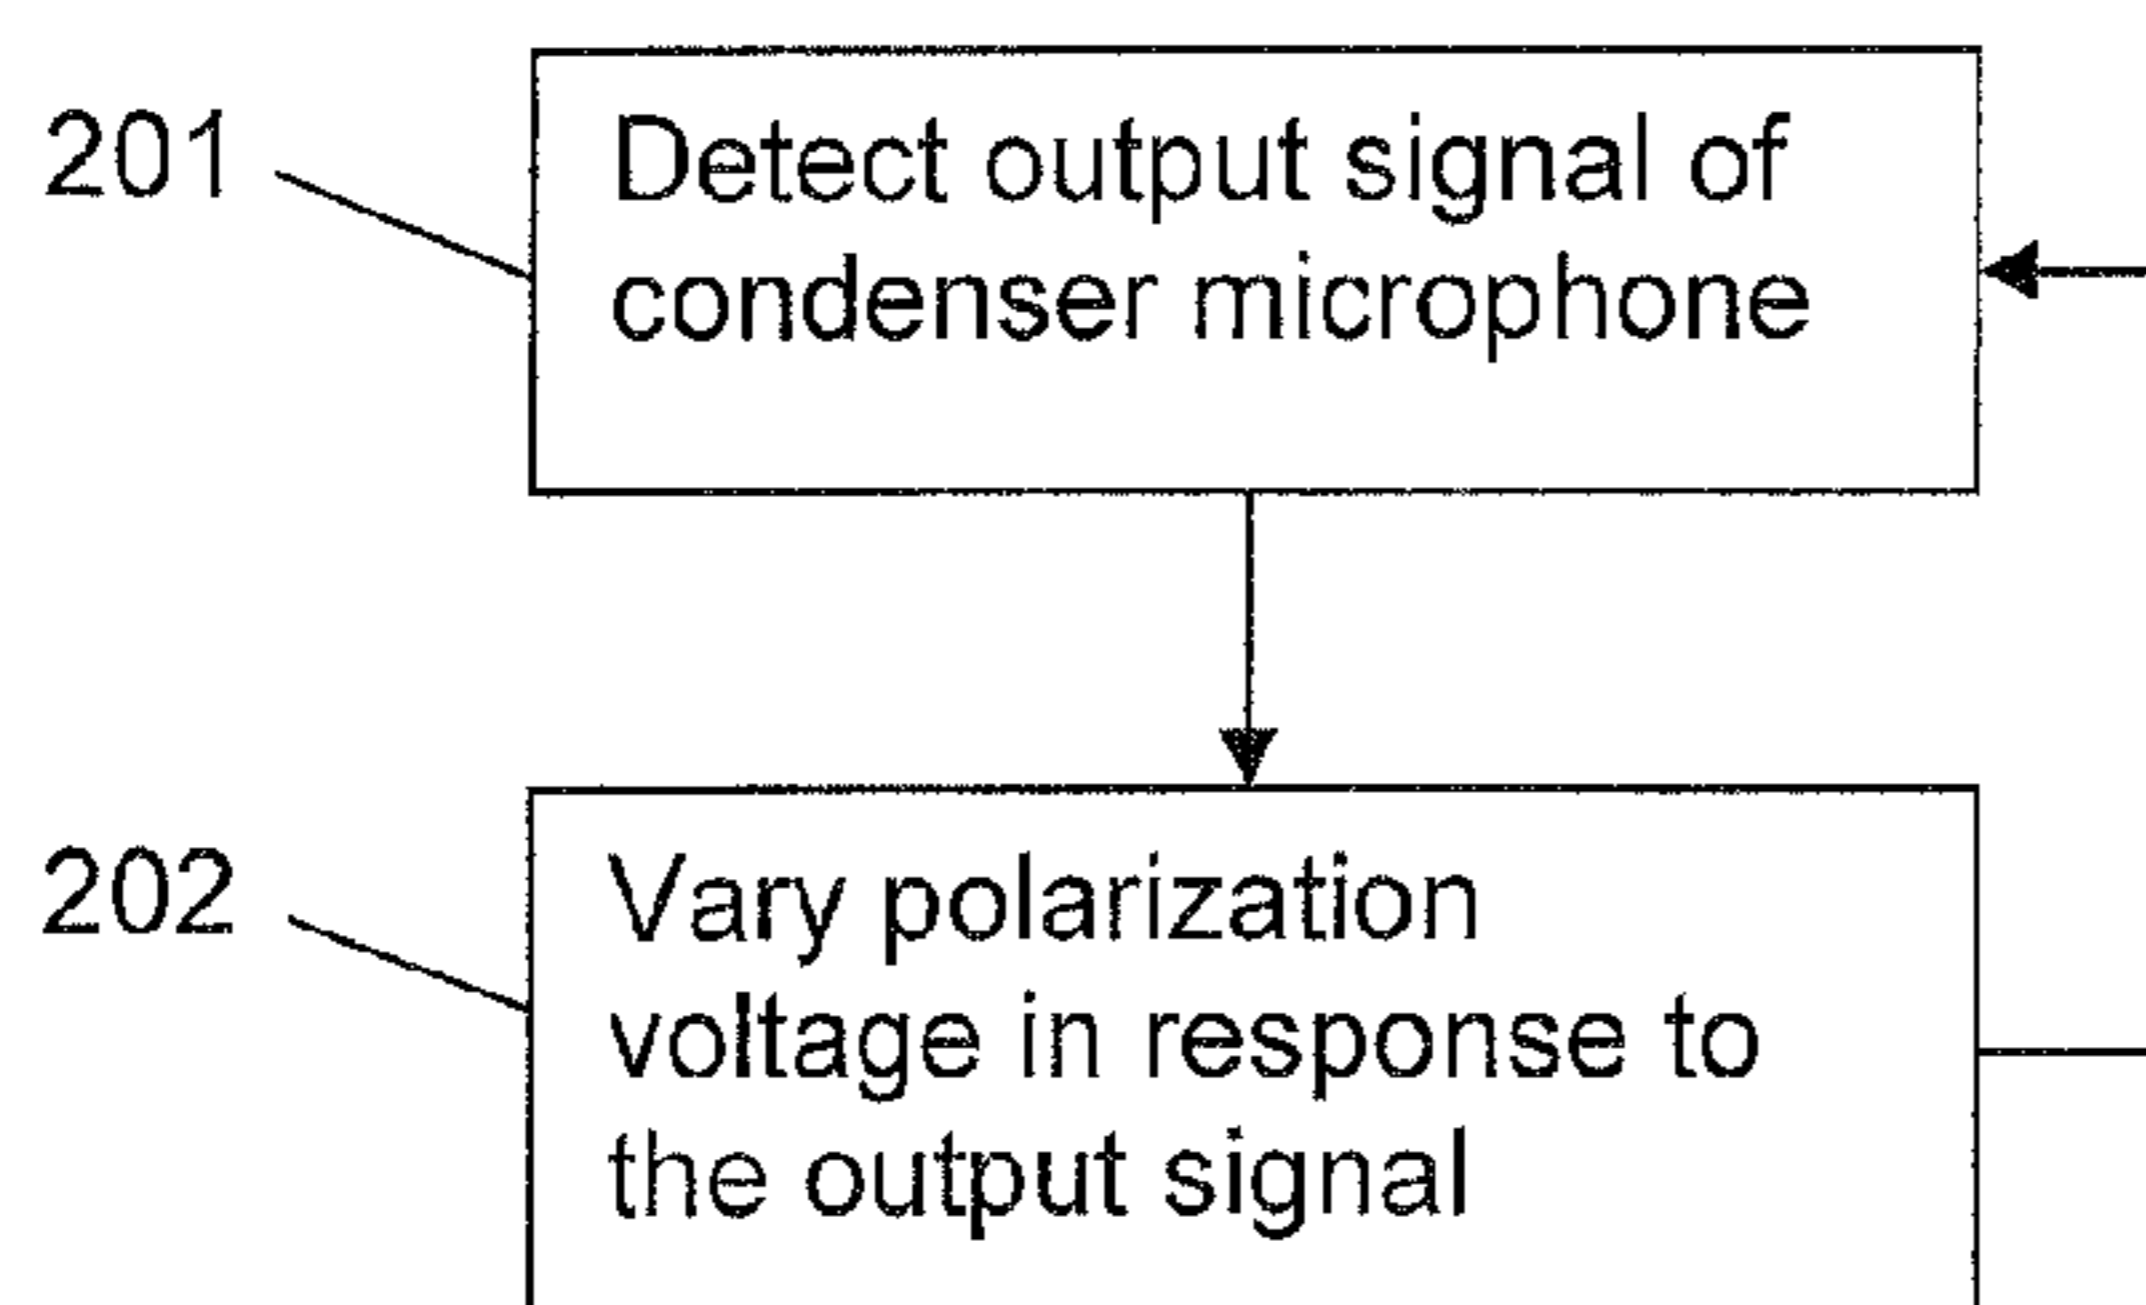 201
Detect output signal of
condenser microphone
202
Vary polarization
voltage in response to
the output signal